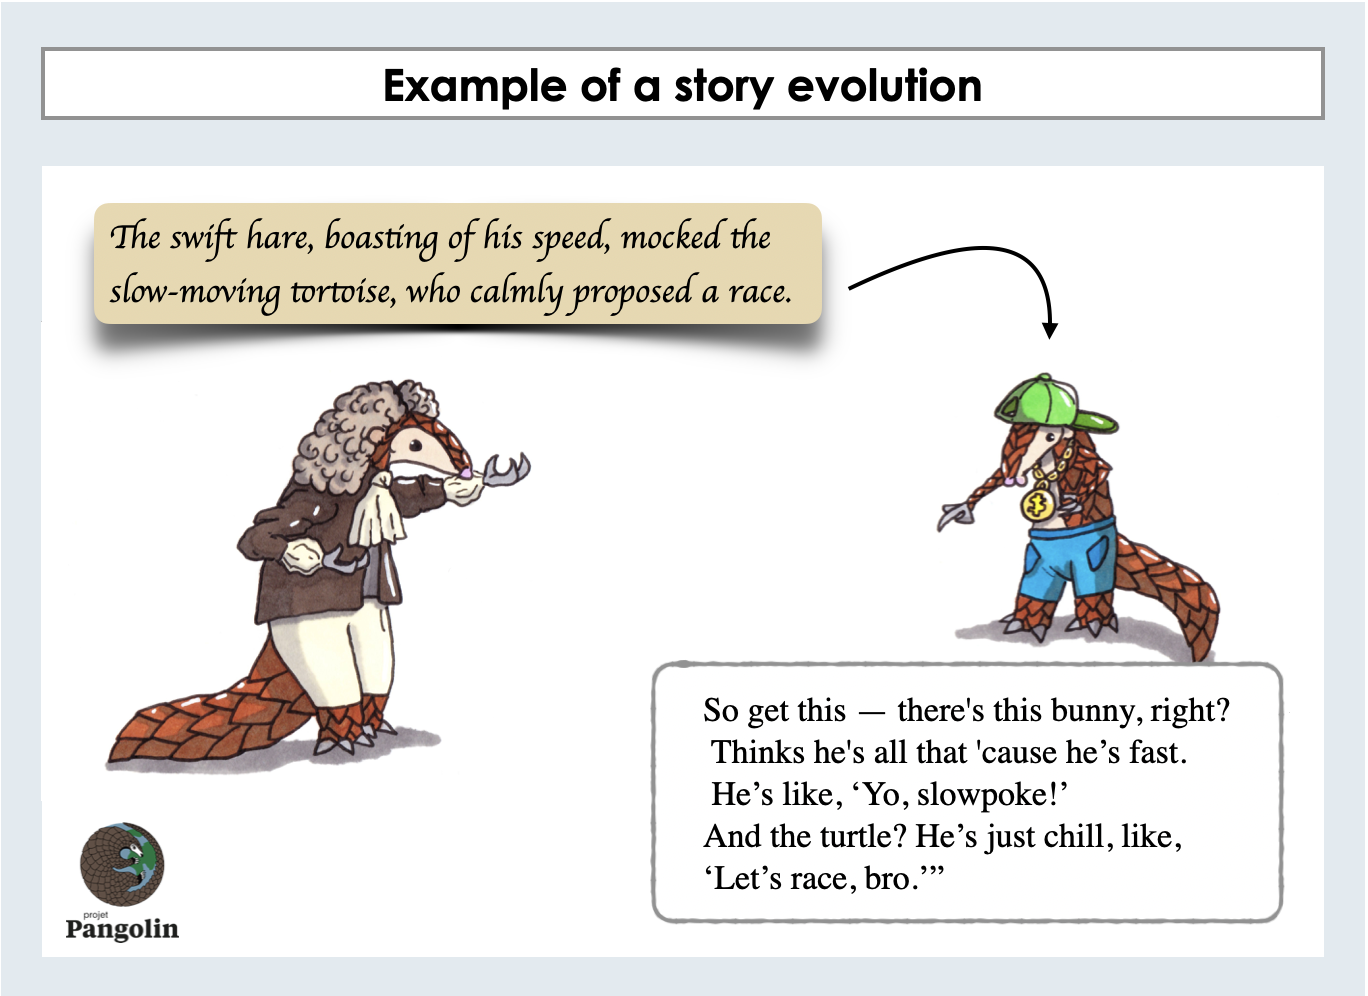 Example of a story evolution
The swift hare, boasting of his speed, mocked the
slow-moving tortoise, who calmly proposed a race.
So get this — there's this bunny, right?
Thinks he's all that 'cause he’s fast.
He’s like, ‘Yo, slowpoke!’
And the turtle? He’s just chill, like,
‘Let’s race, bro.’”
projet
Pangolin